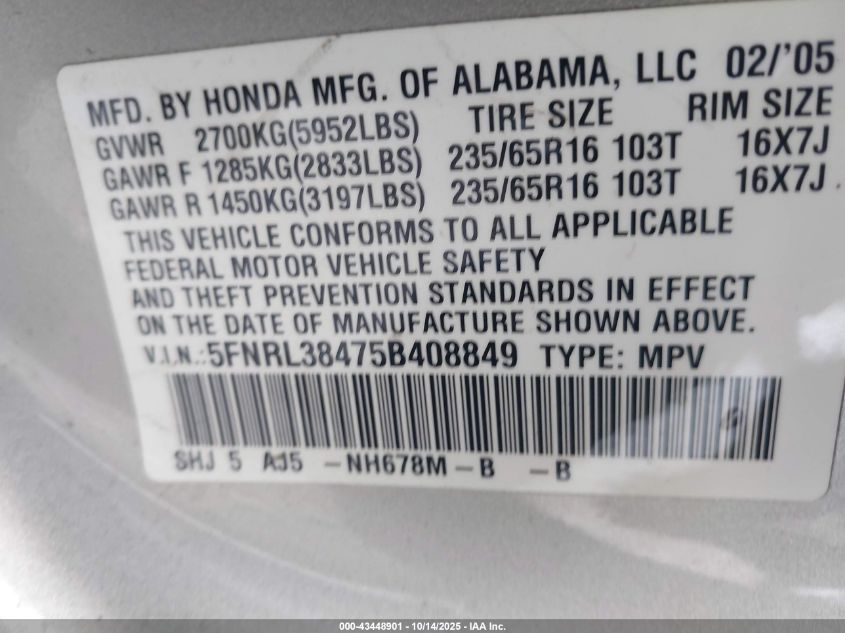 MFD. BY HONDA MFG. OF ALABAMA, LLC 02/'05
GVWR 2700KG(5952LBS) TIRE SIZE RIM SIZE
GAWR F 1285KG(2833LBS) 235/65R16 103T 16X7J
GAWR R 1450KG(3197LBS) 235/65R16 103T 16X7J
THIS VEHICLE CONFORMS TO ALL APPLICABLE
FEDERAL MOTOR VEHICLE SAFETY
AND THEFT PREVENTION STANDARDS IN EFFECT
ON THE DATE OF MANUFACTURE SHOWN ABOVE.
V.I.N.:5FNRL38475B408849 TYPE: MPV
SHJ 5 -NH678M-B -B
000-43448901 - 10/14/2025 - IAA Inc.